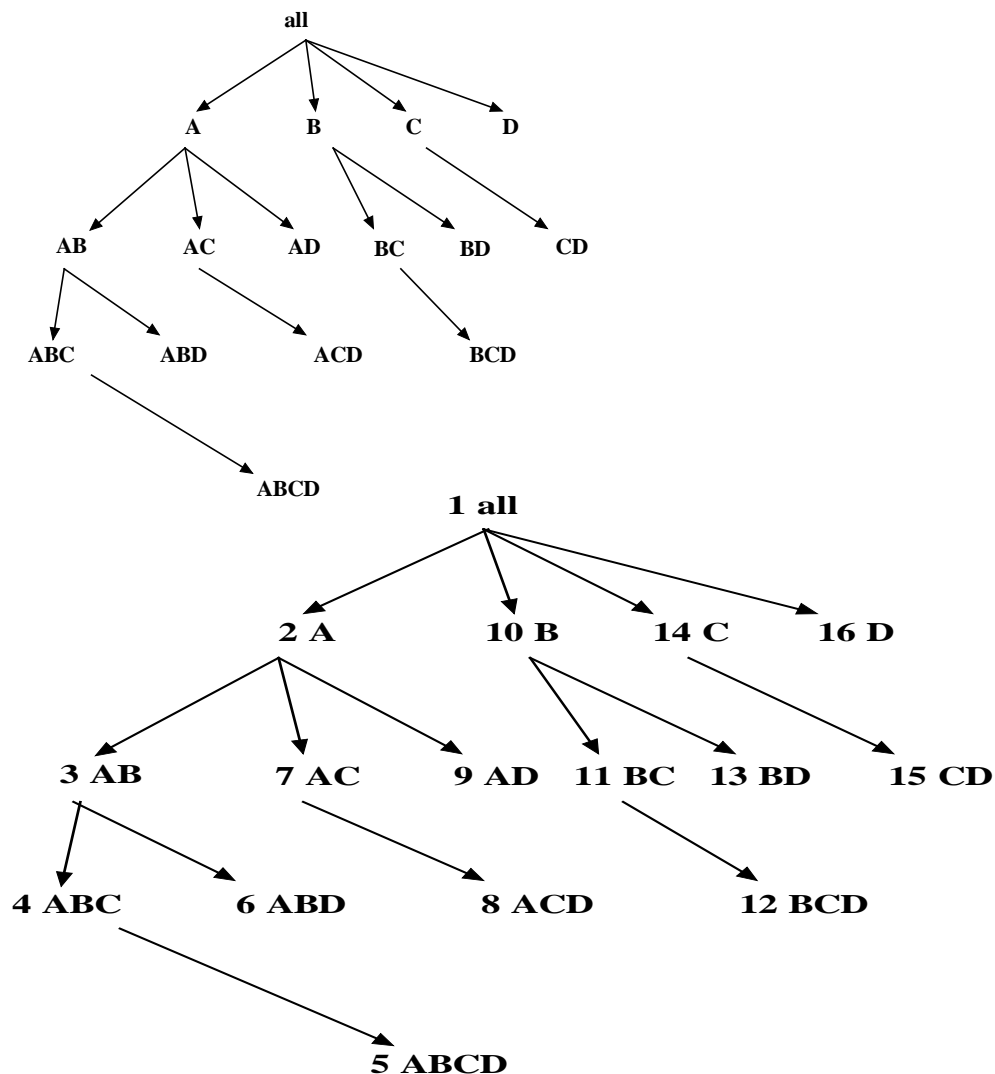 all
A B C D
AB AC AD BC BD CD
ABC ABD ACD BCD
ABCD
1 all
2 A 10 B 14 C 16 D
3 AB 7 AC 9 AD 11 BC 13 BD 15 CD
4 ABC 6 ABD 8 ACD 12 BCD
5 ABCD